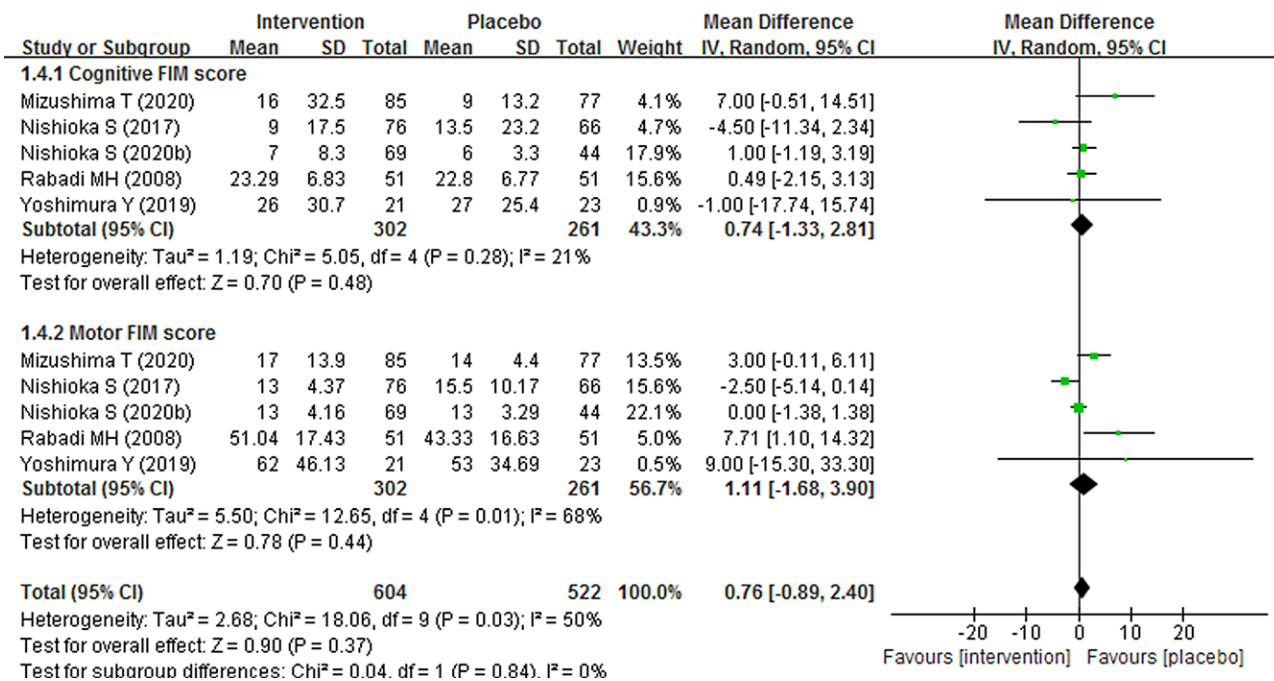 Intervention Placebo Mean Difference Mean Difference
Study or Subgroup Mean SD Total Mean SD Total Weight IV, Random, 95% CI IV, Random, 95% CI
1.4.1 Cognitive FIM score
Mizushima T (2020) 16 32.5 85 9 13.2 77 4.1% 7.00 [-0.51, 14.51]
Nishioka S (2017) 9 17.5 76 13.5 23.2 66 4.7% -4.50 [-11.34, 2.34]
Nishioka S (2020b) 7 8.3 69 6 3.3 44 17.9% 1.00 [-1.19, 3.19]
Rabadi MH (2008) 23.29 6.83 51 22.8 6.77 51 15.6% 0.49 [-2.15, 3.13]
Yoshimura Y (2019) 26 30.7 21 27 25.4 23 0.9% -1.00 [-17.74, 15.74]
Subtotal (95% CI) 302 261 43.3% 0.74 [-1.33, 2.81]
Heterogeneity: Tau² = 1.19; Chi² = 5.05, df = 4 (P = 0.28); I² = 21%
Test for overall effect: Z = 0.70 (P = 0.48)
1.4.2 Motor FIM score
Mizushima T (2020) 17 13.9 85 14 4.4 77 13.5% 3.00 [-0.11, 6.11]
Nishioka S (2017) 13 4.37 76 15.5 10.17 66 15.6% -2.50 [-5.14, 0.14]
Nishioka S (2020b) 13 4.16 69 13 3.29 44 22.1% 0.00 [-1.38, 1.38]
Rabadi MH (2008) 51.04 17.43 51 43.33 16.63 51 5.0% 7.71 [1.10, 14.32]
Yoshimura Y (2019) 62 46.13 21 53 34.69 23 0.5% 9.00 [-15.30, 33.30]
Subtotal (95% CI) 302 261 56.7% 1.11 [-1.68, 3.90]
Heterogeneity: Tau² = 5.50; Chi² = 12.65, df = 4 (P = 0.01); I² = 68%
Test for overall effect: Z = 0.78 (P = 0.44)
Total (95% CI) 604 522 100.0% 0.76 [-0.89, 2.40]
Heterogeneity: Tau² = 2.68; Chi² = 18.06, df = 9 (P = 0.03); I² = 50%
Test for overall effect: Z = 0.90 (P = 0.37)
Test for subgroup differences: Chi² = 0.04, df = 1 (P = 0.84), I² = 0%
-20 -10 0 10 20
Favours [intervention] Favours [placebo]